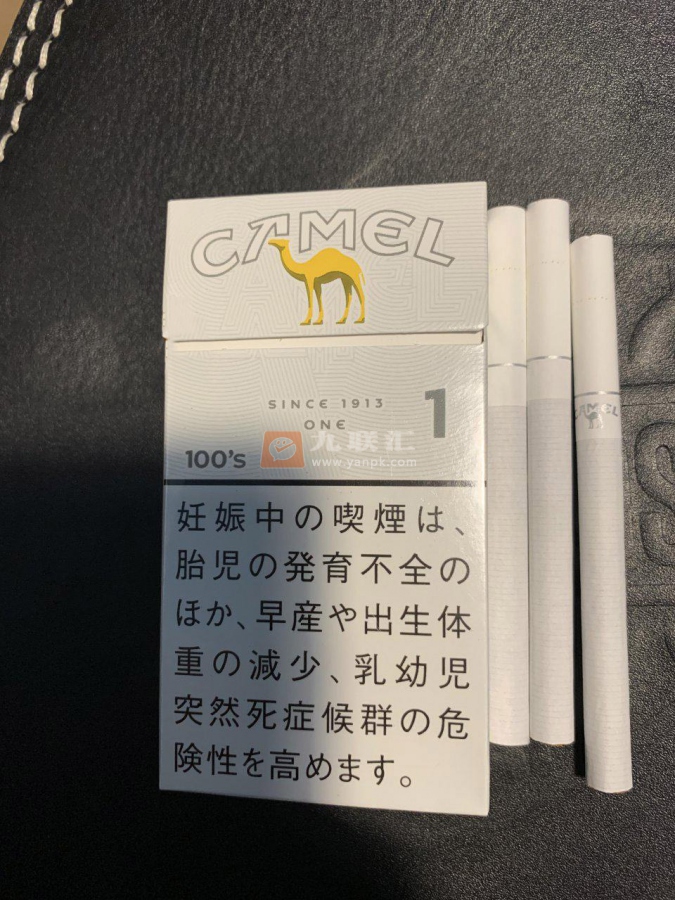 CAMEL
SINCE 1913
ONE
1
100's
九联汇
www.yanpk.com
妊娠中の喫煙は、
胎児の発育不全の
ほか、早産や出生体
重の減少、乳幼児
突然死症候群の危
険性を高めます。
CAMEL